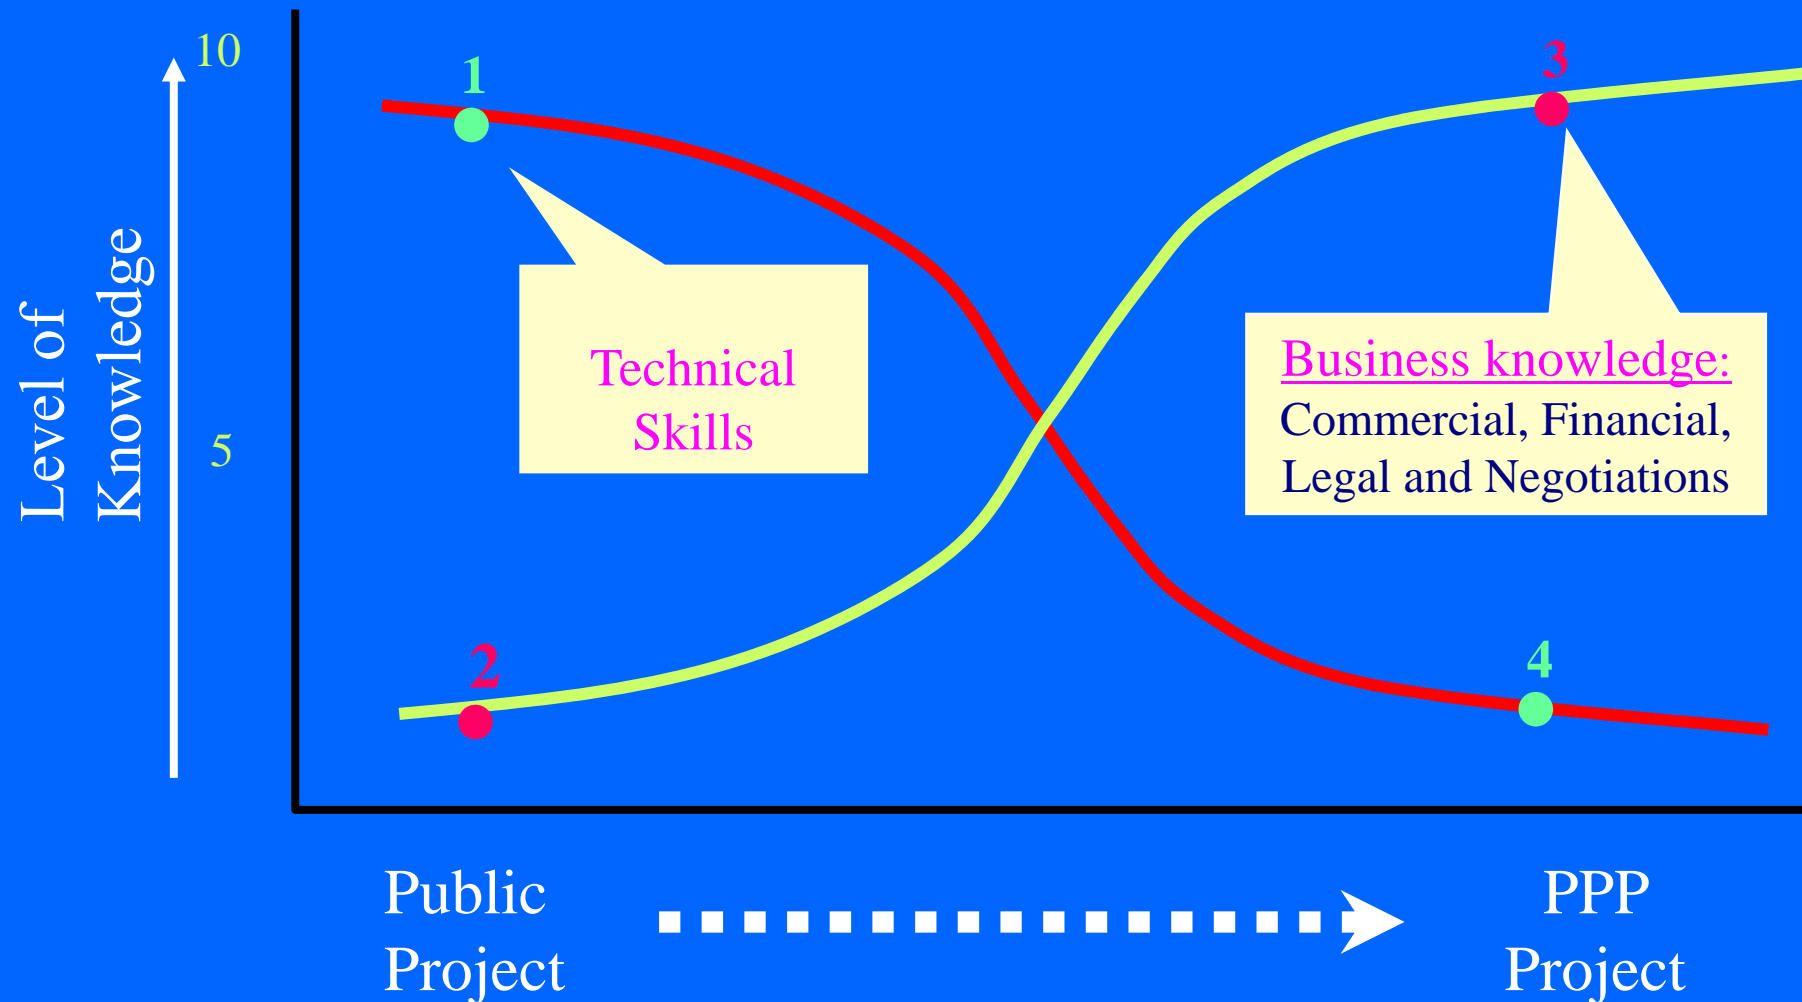 10
1
3
Level of
Knowledge
Technical
Skills
Business knowledge:
Commercial, Financial,
Legal and Negotiations
5
2
4
Public
Project
PPP
Project